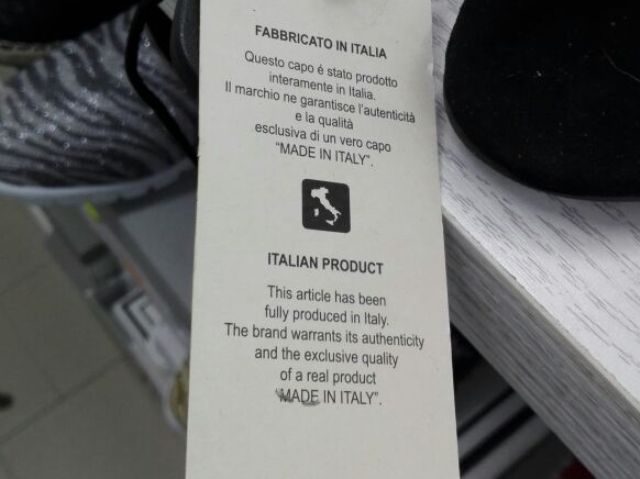 FABBRICATO IN ITALIA
Questo capo é stato prodotto
interamente in Italia.
Il marchio ne garantisce l'autenticità
e la qualità
esclusiva di un vero capo
"MADE IN ITALY".
ITALIAN PRODUCT
This article has been
fully produced in Italy.
The brand warrants its authenticity
and the exclusive quality
of a real product
"MADE IN ITALY".